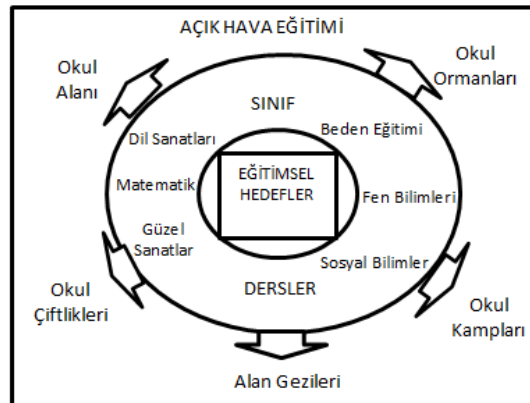 AÇIK HAVA EĞİTİMİ
Okul
Alanı
Okul
Ormanları
SINIF
Dil Sanatları
Beden Eğitimi
EĞİTİMSEL
HEDEFLER
Matematik
Fen Bilimleri
Güzel
Sanatlar
Sosyal Bilimler
DERSLER
Okul
Çiftlikleri
Okul
Kampları
Alan Gezileri